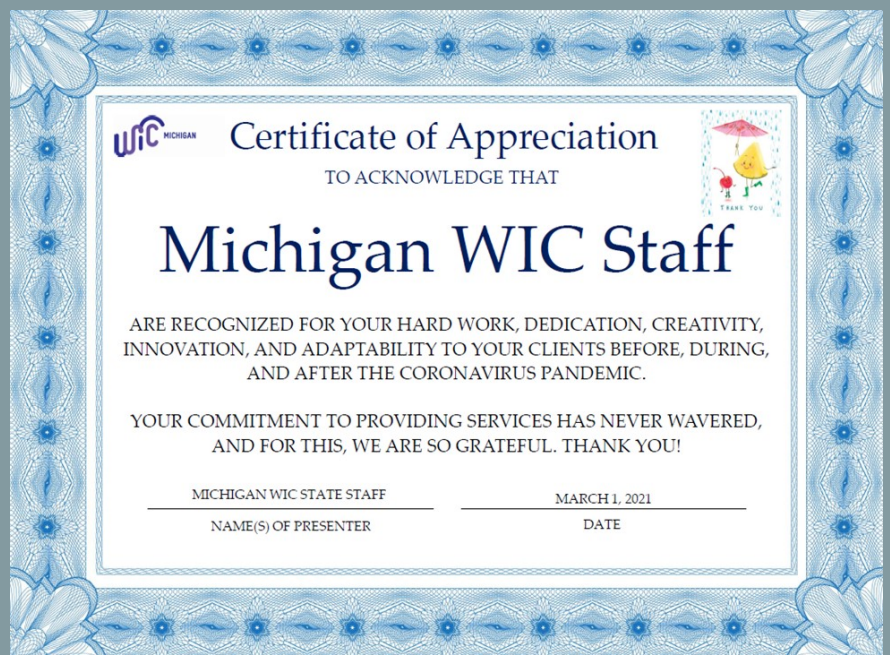 WIC MICHIGAN
Certificate of Appreciation
TO ACKNOWLEDGE THAT
THANK YOU
Michigan WIC Staff
ARE RECOGNIZED FOR YOUR HARD WORK, DEDICATION, CREATIVITY,
INNOVATION, AND ADAPTABILITY TO YOUR CLIENTS BEFORE, DURING,
AND AFTER THE CORONAVIRUS PANDEMIC.
YOUR COMMITMENT TO PROVIDING SERVICES HAS NEVER WAVERED,
AND FOR THIS, WE ARE SO GRATEFUL. THANK YOU!
MICHIGAN WIC STATE STAFF
NAME(S) OF PRESENTER
MARCH 1, 2021
DATE